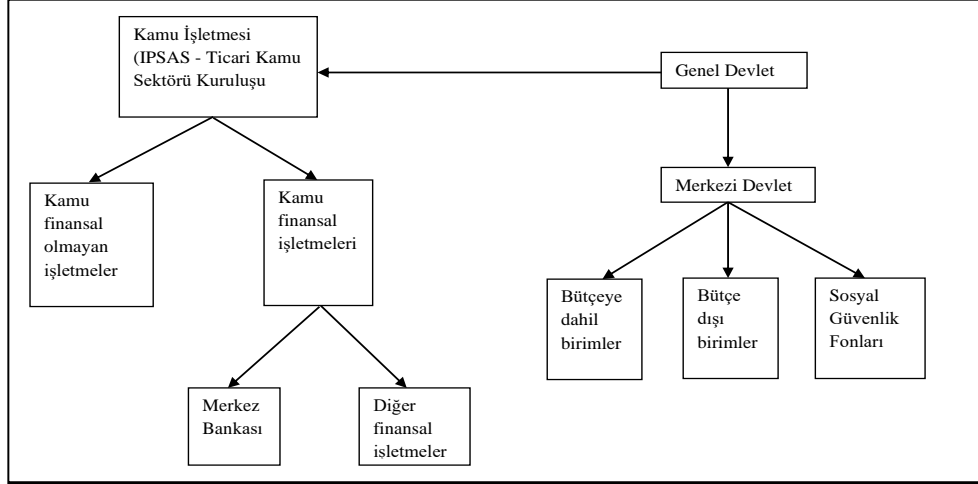 Kamu İşletmesi
(IPSAS - Ticari Kamu
Sektörü Kuruluşu
Genel Devlet
Merkezi Devlet
Kamu
finansal
olmayan
işletmeler
Kamu
finansal
işletmeleri
Bütçeye
dahil
birimler
Bütçe
dışı
birimler
Sosyal
Güvenlik
Fonları
Merkez
Bankası
Diğer
finansal
isletmeler